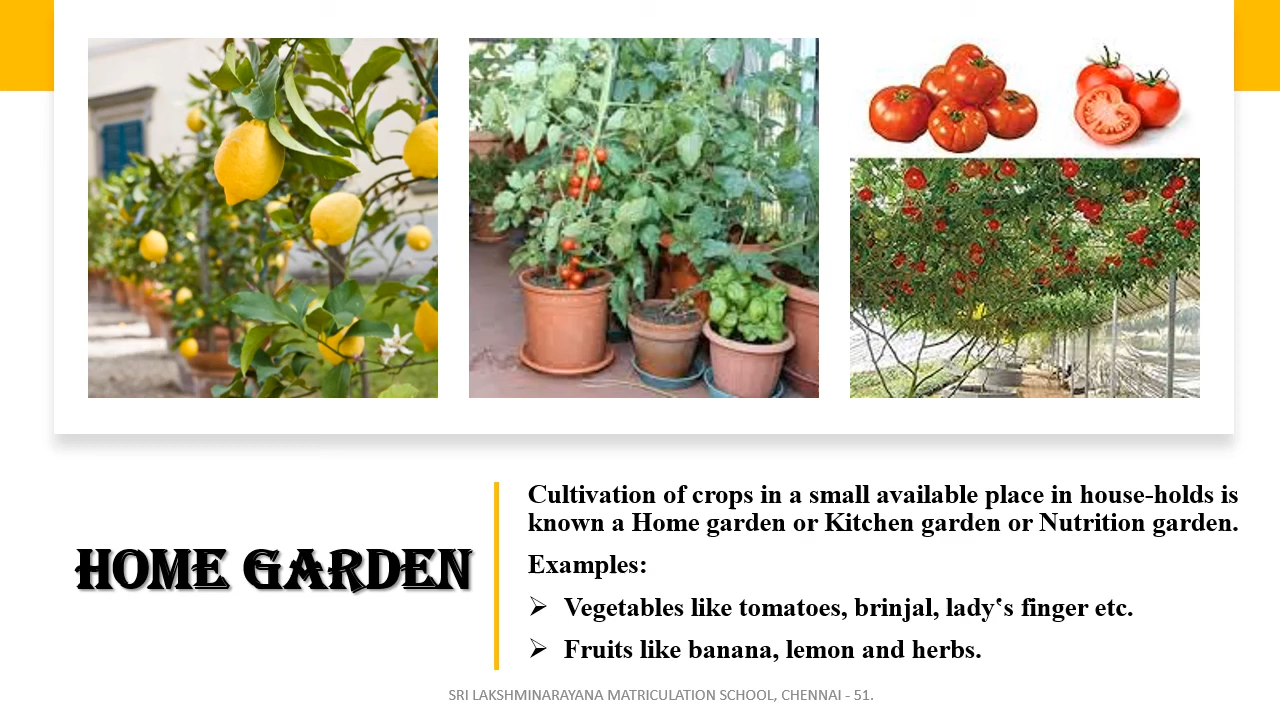 HOME GARDEN
Cultivation of crops in a small available place in house-holds is
known a Home garden or Kitchen garden or Nutrition garden.
Examples:
➢ Vegetables like tomatoes, brinjal, lady‛s finger etc.
➢ Fruits like banana, lemon and herbs.
SRI LAKSHMINARAYANA MATRICULATION SCHOOL, CHENNAI - 51.